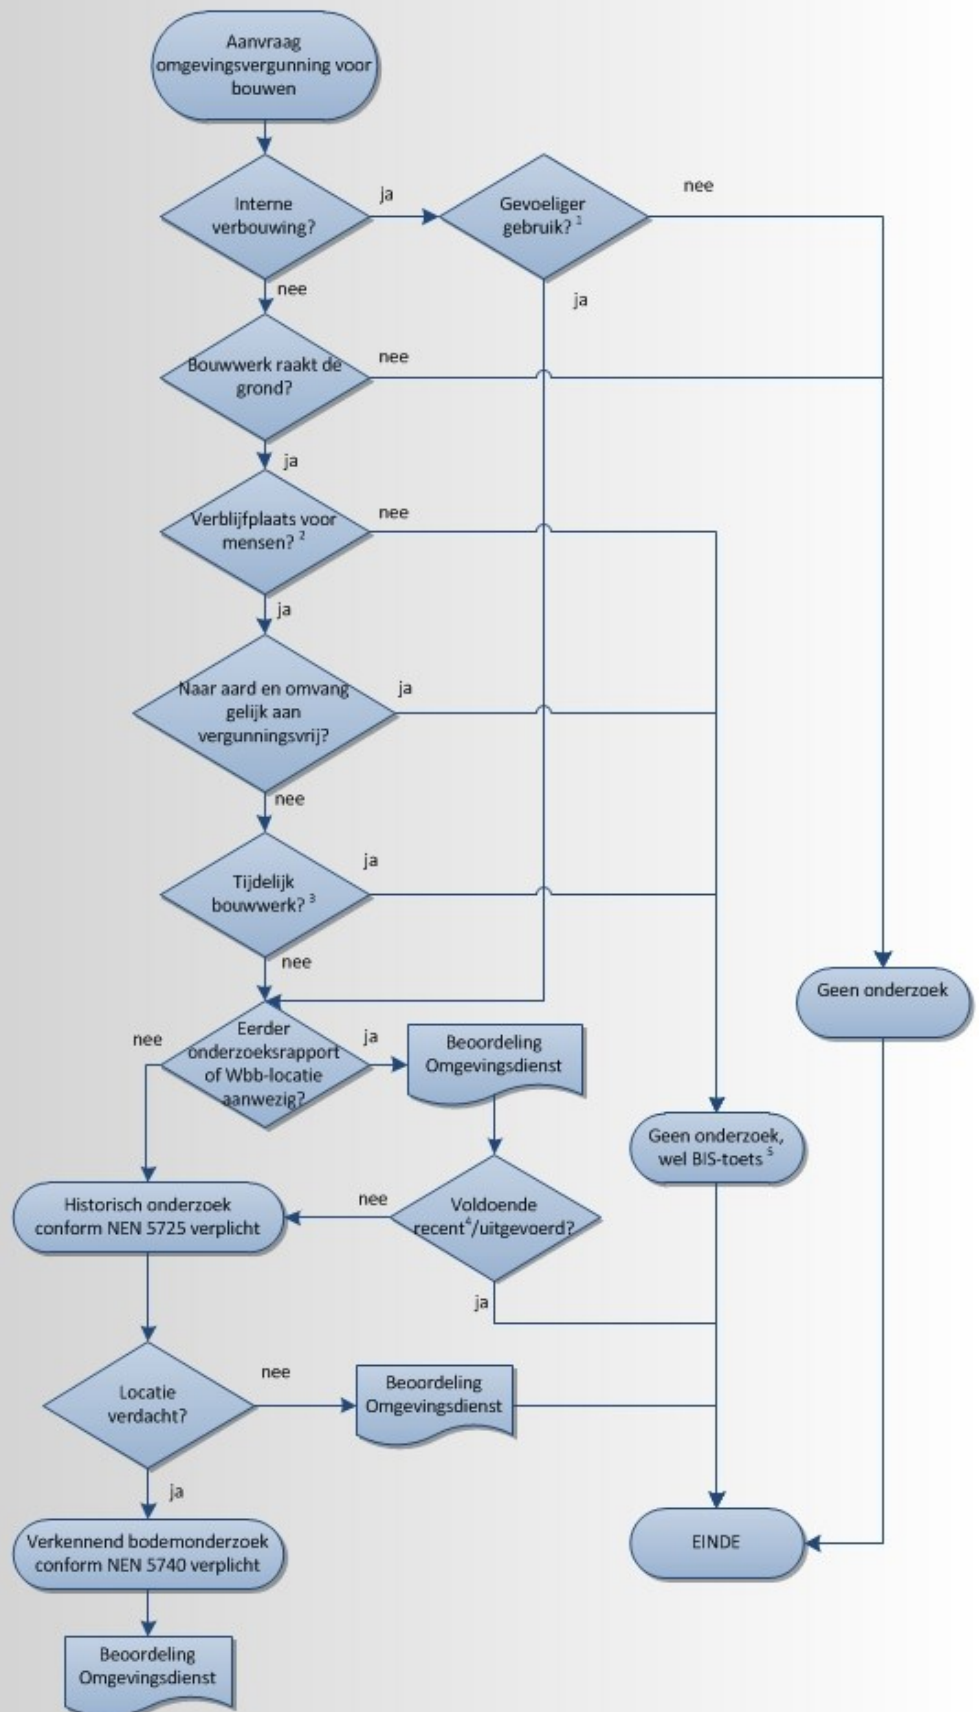 Aanvraag
omgevingsvergunning voor
bouwen
Interne
verbouwing?
ja
Gevoeliger
gebruik? ¹
nee
nee
ja
Bouwwerk raakt de
grond?
nee
ja
Verblijfplaats voor
mensen? ²
nee
ja
Naar aard en omvang
gelijk aan
vergunningsvrij?
ja
nee
Tijdelijk
bouwwerk? ³
ja
nee
Geen onderzoek
Eerder
onderzoeksrapport
of Wbb-locatie
aanwezig?
nee
ja
Beoordeling
Omgevingsdienst
Geen onderzoek,
wel BIS-toets ⁵
Historisch onderzoek
conform NEN 5725 verplicht
nee
Voldoende
recent⁴/uitgevoerd?
ja
Locatie
verdacht?
nee
Beoordeling
Omgevingsdienst
ja
Verkennend bodemonderzoek
conform NEN 5740 verplicht
EINDE
Beoordeling
Omgevingsdienst